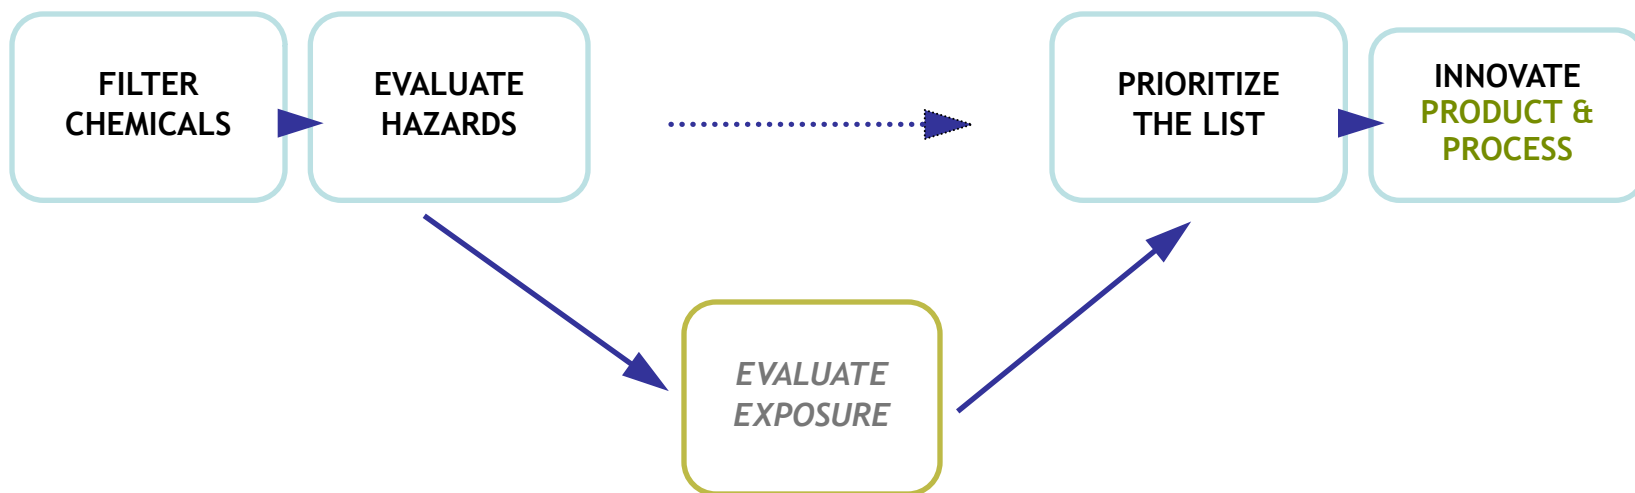 FILTER
CHEMICALS
EVALUATE
HAZARDS
PRIORITIZE
THE LIST
INNOVATE
PRODUCT &
PROCESS
EVALUATE
EXPOSURE